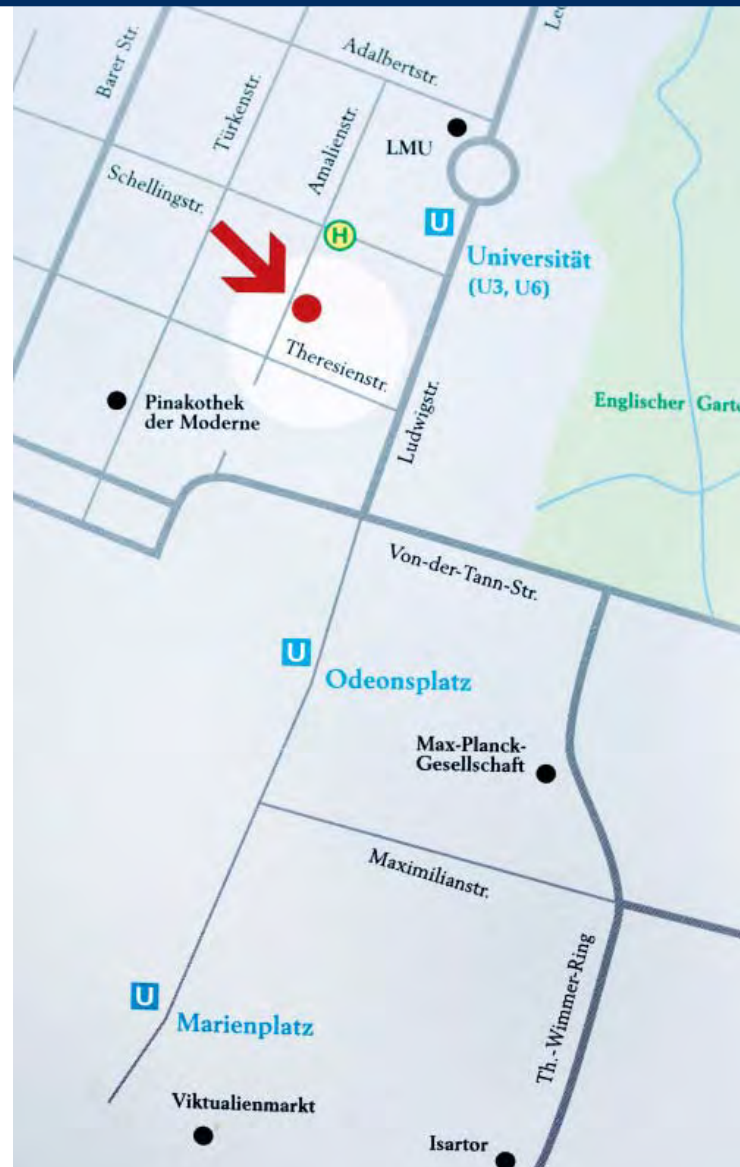 Adalbertstr.
Barer Str.
Türkenstr.
Amalienstr.
LMU
Schellingstr.
H
U
Universität
(U3, U6)
Theresienstr.
Pinakothek
der Moderne
Ludwigstr.
Englischer
Von-der-Tann-Str.
U
Odeonsplatz
Max-Planck-
Gesellschaft
Maximilianstr.
U
Marienplatz
Th.-Wimmer-Ring
Viktualienmarkt
Isartor